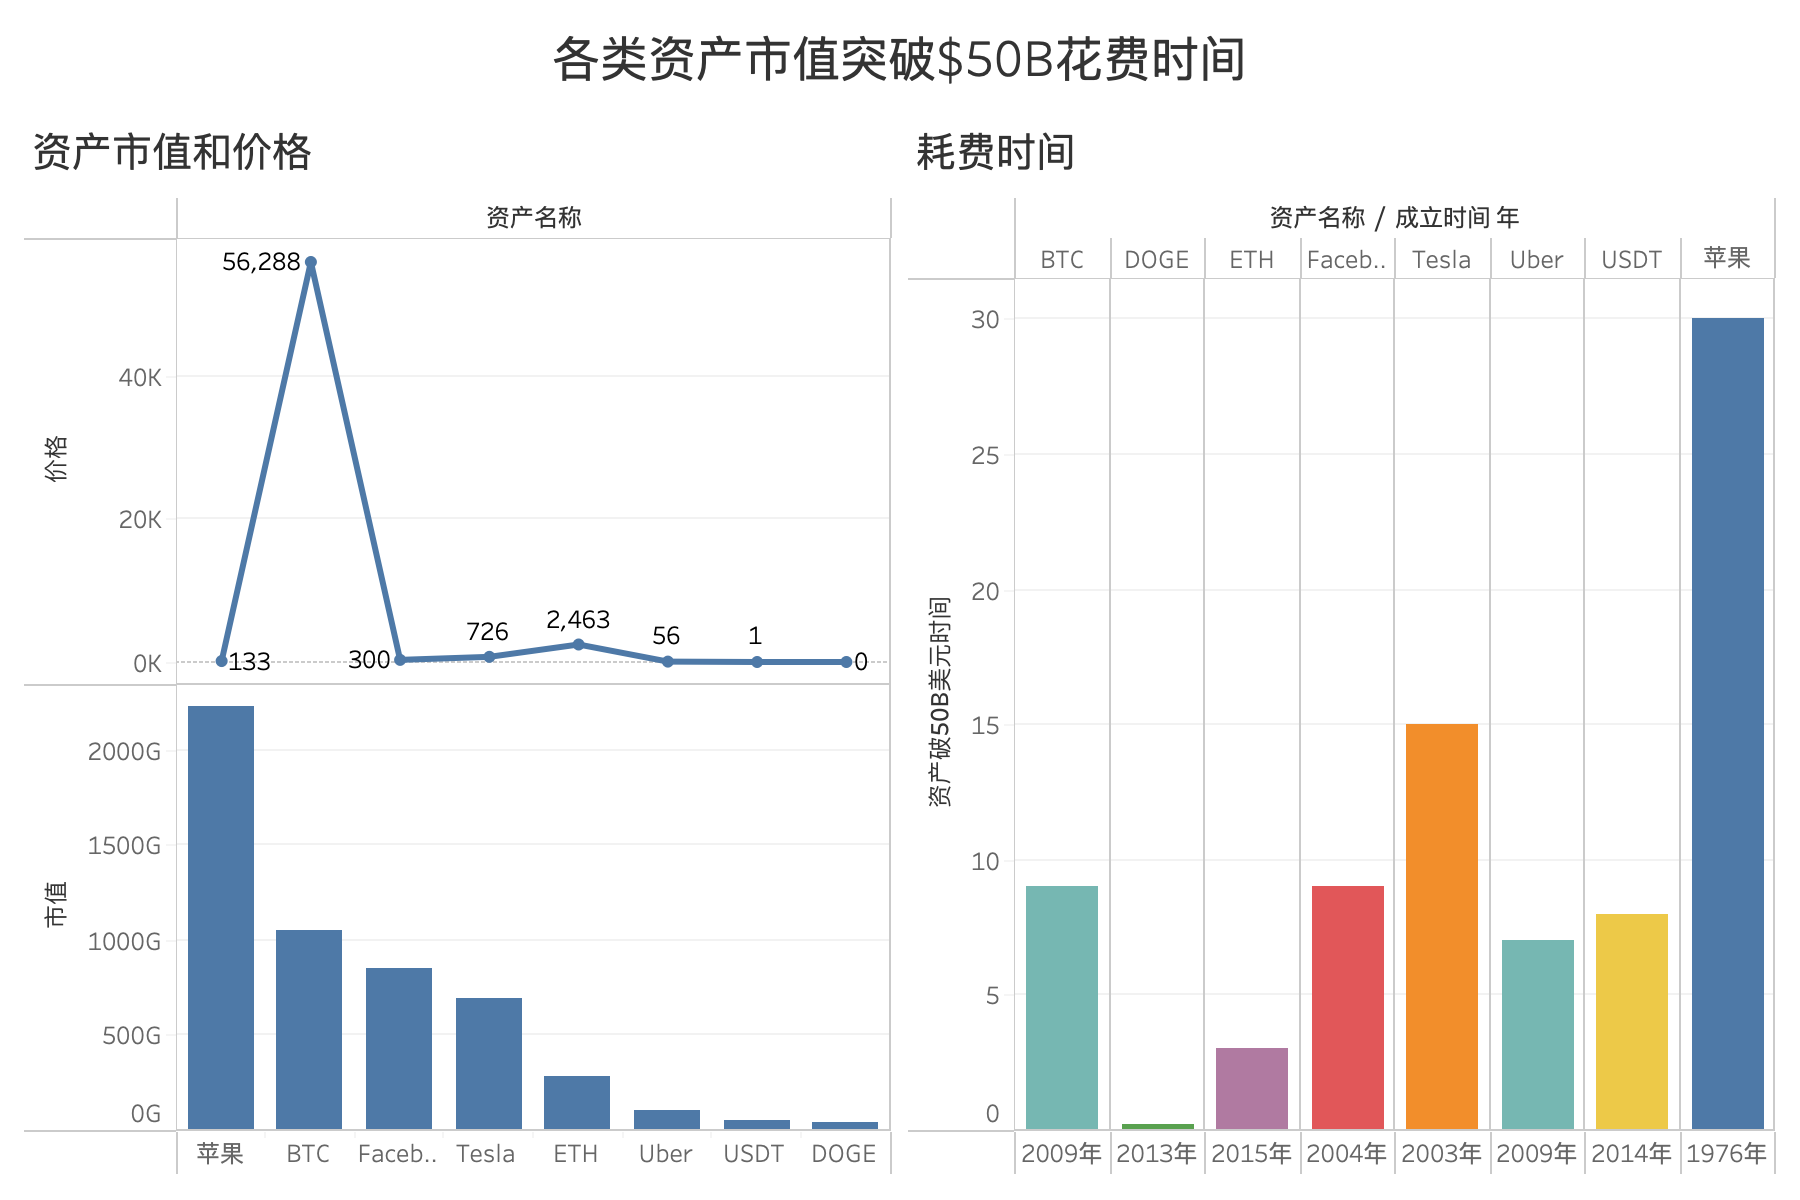 各类资产市值突破$50B花费时间
资产市值和价格
资产名称
价格
40K
20K
0K
56,288
133
300
726
2,463
56
1
0
市值
2000G
1500G
1000G
500G
0G
苹果 BTC Faceb.. Tesla ETH Uber USDT DOGE
耗费时间
资产名称 / 成立时间 年
BTC DOGE ETH Faceb.. Tesla Uber USDT 苹果
资产破50B美元时间
30
25
20
15
10
5
0
2009年 2013年 2015年 2004年 2003年 2009年 2014年 1976年